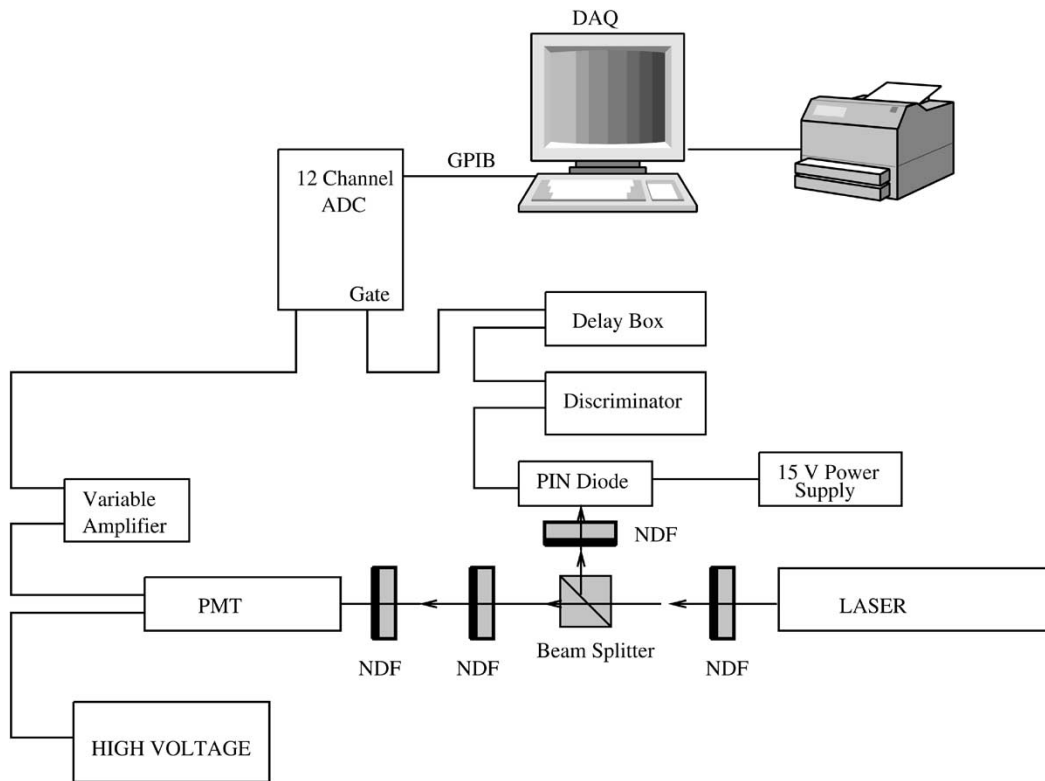 DAQ
GPIB
12 Channel
ADC
Gate
Delay Box
Discriminator
PIN Diode
15 V Power
Supply
Variable
Amplifier
NDF
PMT
LASER
Beam Splitter
NDF
NDF
NDF
HIGH VOLTAGE